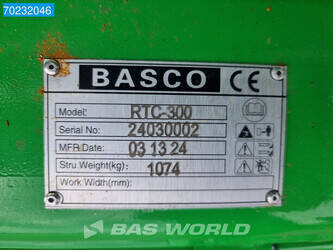 70232046
BASCO CE
Model: RTC-300
Serial No: 24030002
MFR Date: 03 13 24
Stru.Weight(kg): 1074
Work Width(mm):
BAS WORLD